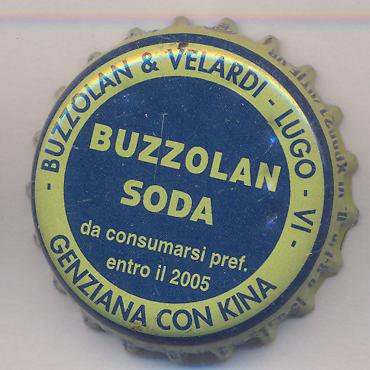 - BUZZOLAN & VELARDI - LUGO - VI -
BUZZOLAN
SODA
da consumarsi pref.
entro il 2005
GENZIANA CON KINA